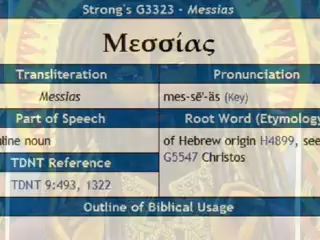 Strong's G3323 - Messias
Μεσσίας
Transliteration Pronunciation
Messias mes-sē'-äs (Key)
Part of Speech Root Word (Etymology
line noun of Hebrew origin H4899, see
TDNT Reference G5547 Christos
TDNT 9:493, 1322
Outline of Biblical Usage